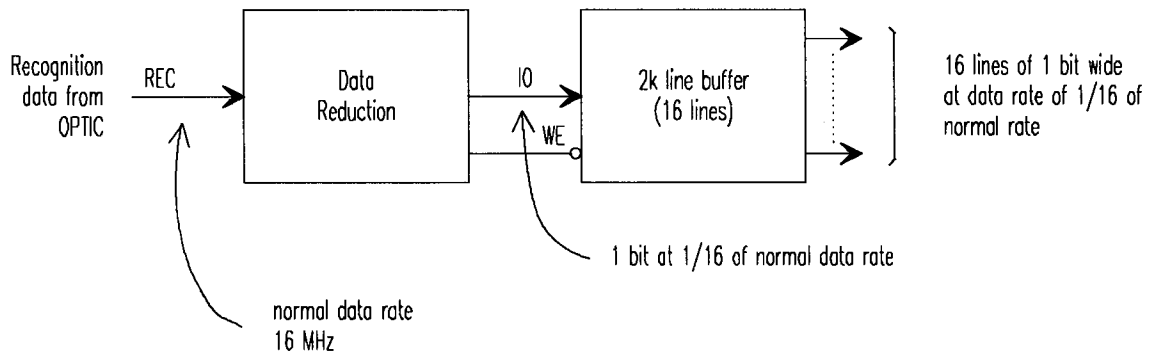 Recognition
data from
OPTIC
REC
Data
Reduction
IO
WE
2k line buffer
(16 lines)
16 lines of 1 bit wide
at data rate of 1/16 of
normal rate
1 bit at 1/16 of normal data rate
normal data rate
16 MHz